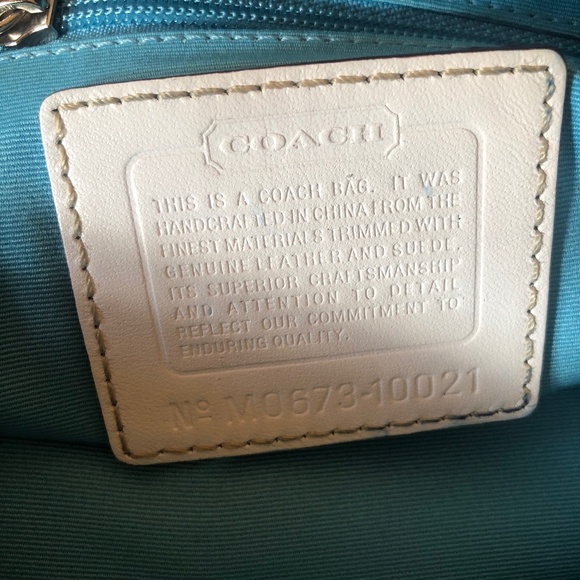 COACH
THIS IS A COACH BAG. IT WAS
HANDCRAFTED IN CHINA FROM THE
FINEST MATERIALS TRIMMED WITH
GENUINE LEATHER AND SUEDE.
ITS SUPERIOR CRAFTSMANSHIP
AND ATTENTION TO DETAIL
REFLECT OUR COMMITMENT TO
ENDURING QUALITY.
Nº M0673-10021